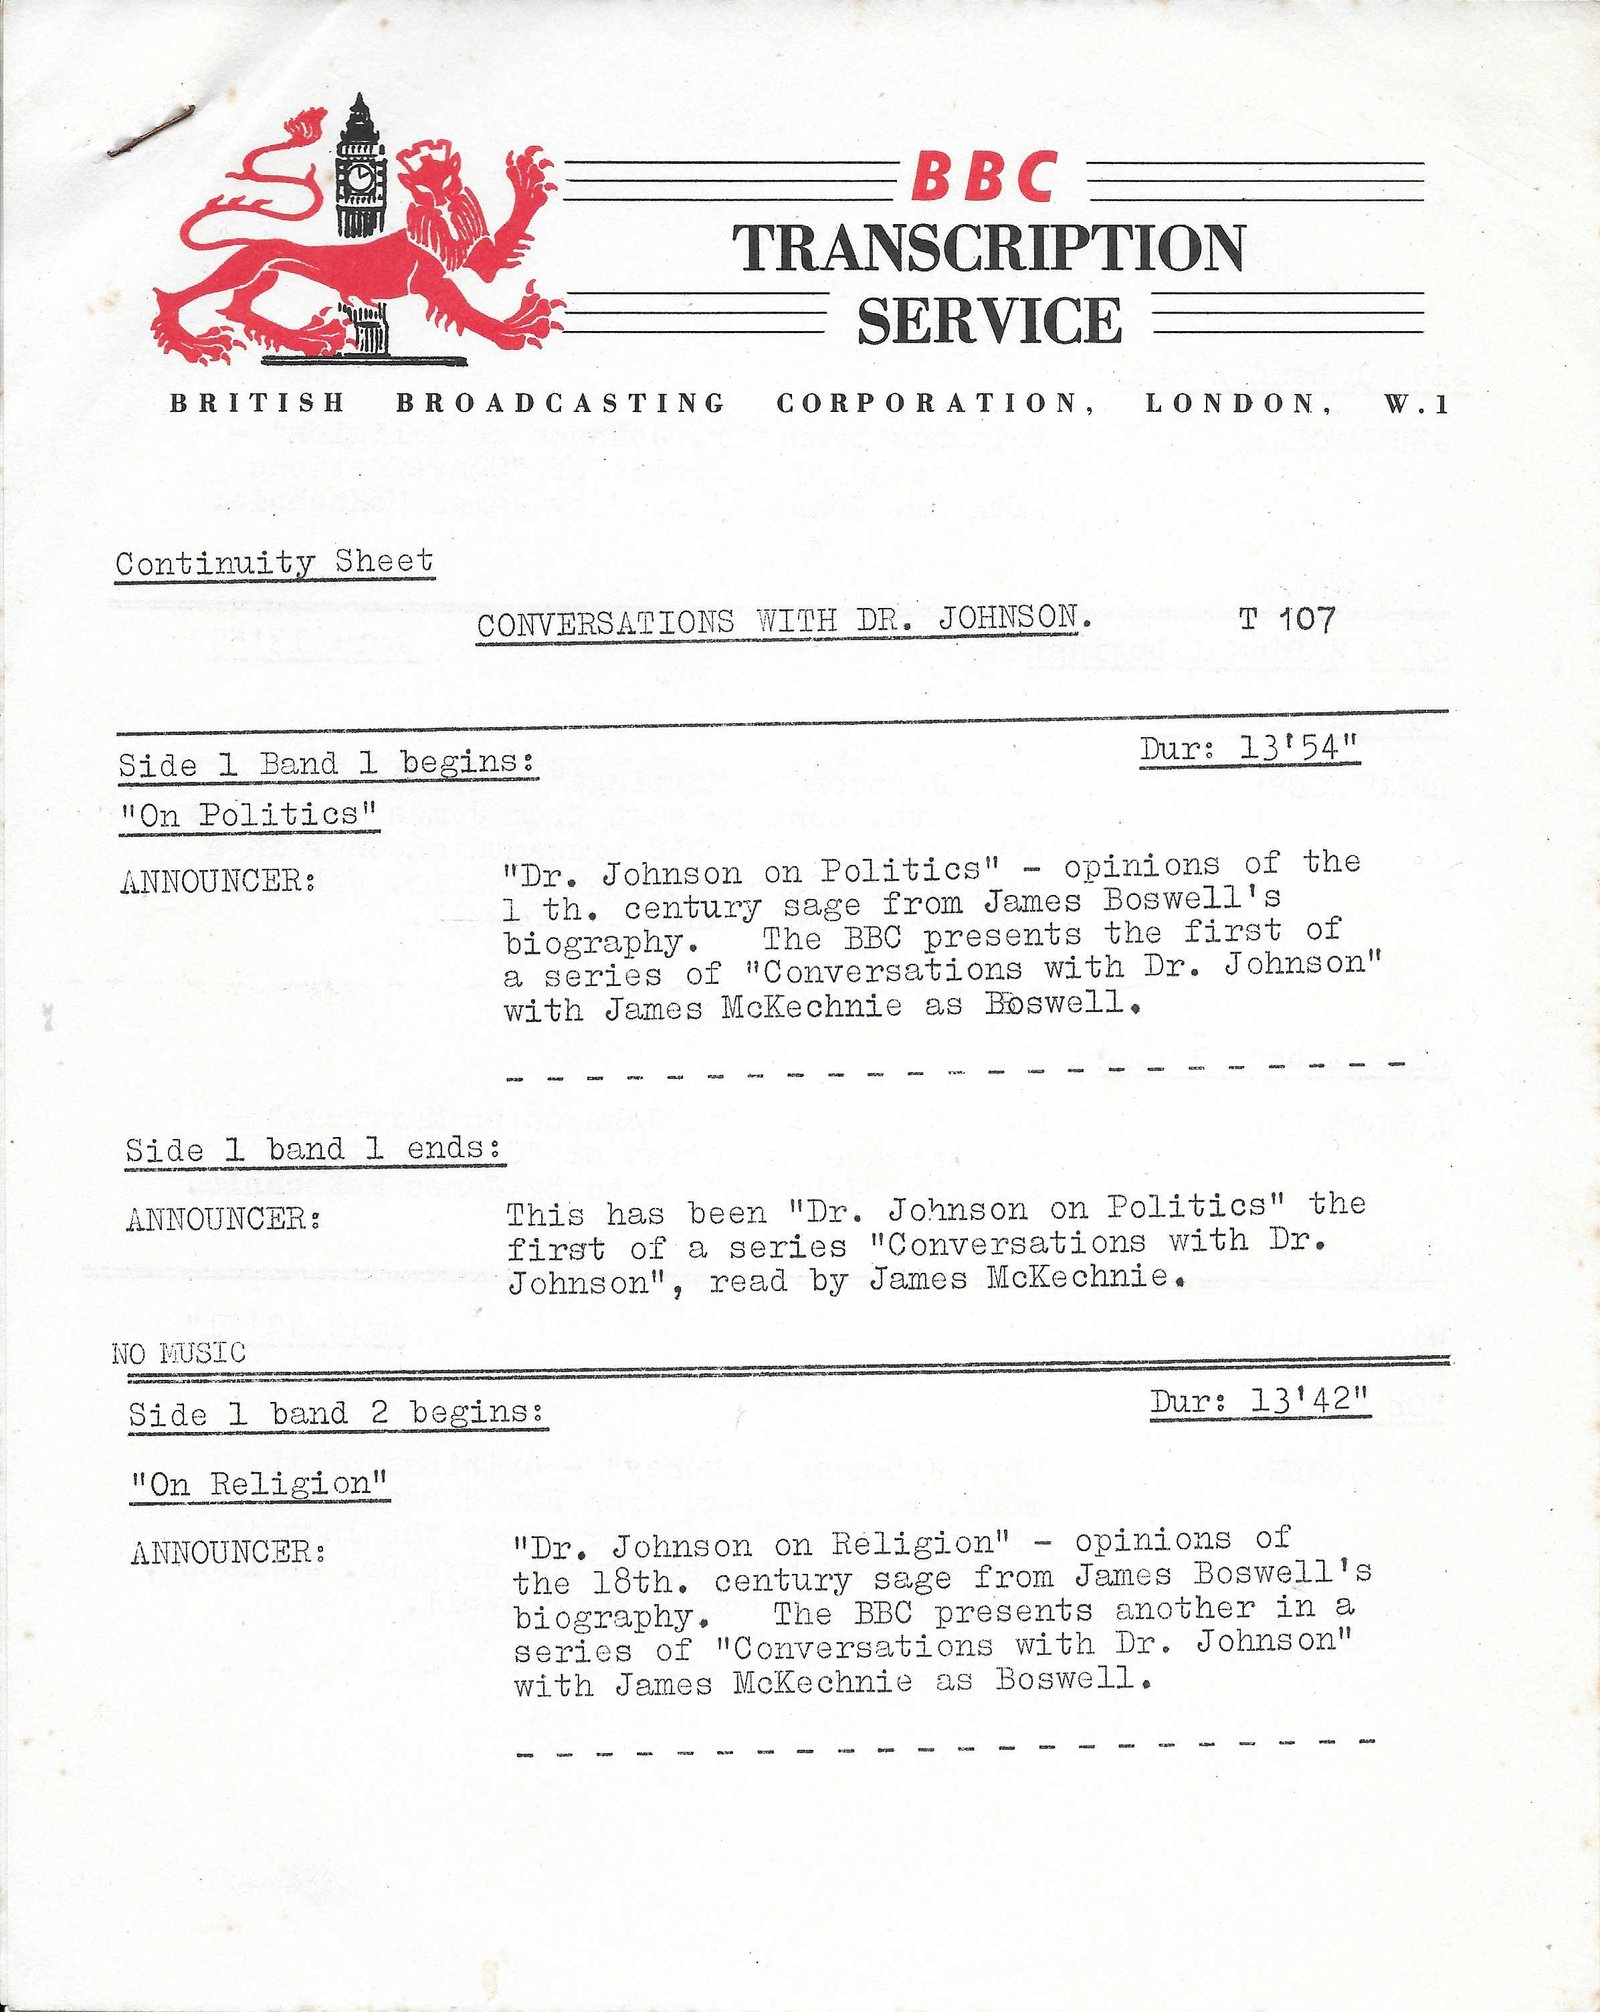 BBC
TRANSCRIPTION
SERVICE
BRITISH BROADCASTING CORPORATION, LONDON, W.1
Continuity Sheet
CONVERSATIONS WITH DR. JOHNSON. T 107
Side 1 Band 1 begins: Dur: 13'54"
"On Politics"
ANNOUNCER: "Dr. Johnson on Politics" - opinions of the
1 th. century sage from James Boswell's
biography. The BBC presents the first of
a series of "Conversations with Dr. Johnson"
with James McKechnie as Boswell.
Side 1 band 1 ends:
ANNOUNCER: This has been "Dr. Johnson on Politics" the
first of a series "Conversations with Dr.
Johnson", read by James McKechnie.
NO MUSIC
Side 1 band 2 begins: Dur: 13'42"
"On Religion"
ANNOUNCER: "Dr. Johnson on Religion" - opinions of
the 18th. century sage from James Boswell's
biography. The BBC presents another in a
series of "Conversations with Dr. Johnson"
with James McKechnie as Boswell.